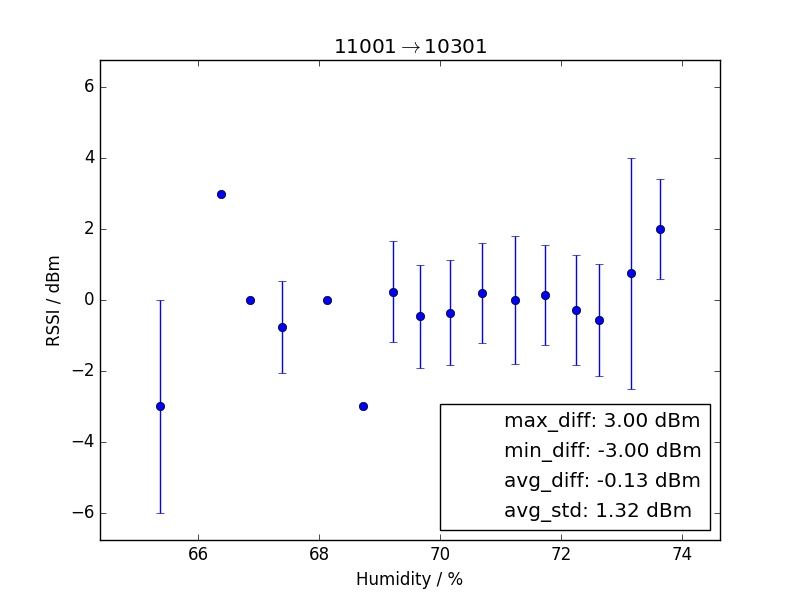 11001→10301
6
4
2
0
−2
−4
−6
RSSI / dBm
max_diff: 3.00 dBm
min_diff: -3.00 dBm
avg_diff: -0.13 dBm
avg_std: 1.32 dBm
66 68 70 72 74
Humidity / %